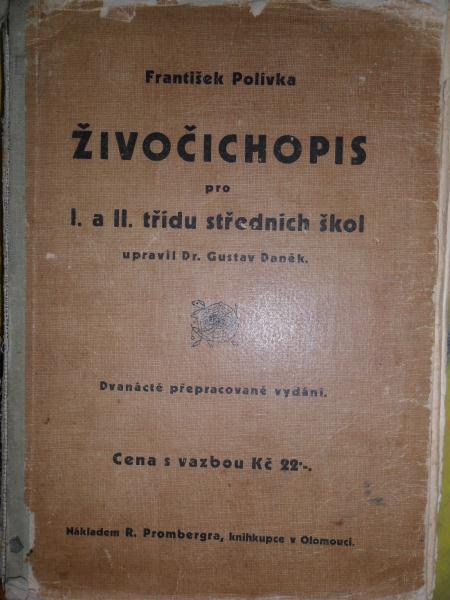 František Polívka
ŽIVOČICHOPIS
pro
I. a II. třídu středních škol
upravil Dr. Gustav Daněk.
Dvanácté přepracované vydání.
Cena s vazbou Kč 22·-.
Nákladem R. Prombergra, knihkupce v Olomouci.